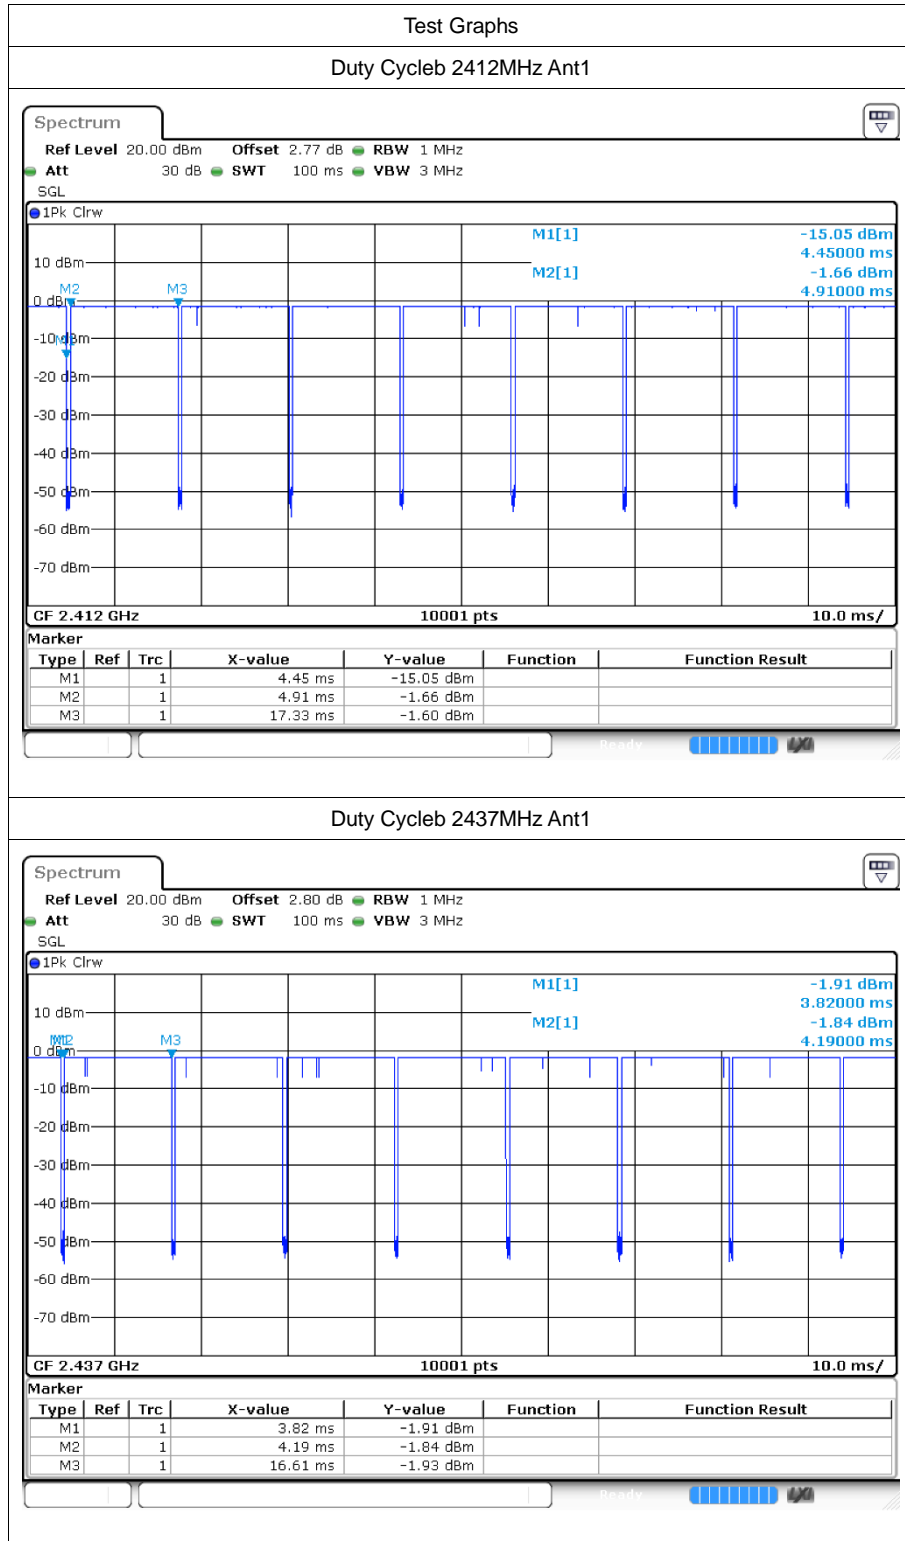 Test Graphs
Duty Cycleb 2412MHz Ant1
Spectrum
Ref Level 20.00 dBm Offset 2.77 dB RBW 1 MHz
Att 30 dB SWT 100 ms VBW 3 MHz
SGL
1Pk Clrw
M1[1] -15.05 dBm
4.45000 ms
10 dBm
M2[1] -1.66 dBm
4.91000 ms
M2 M3
0 dBm
-10 dBm
-20 dBm
-30 dBm
-40 dBm
-50 dBm
-60 dBm
-70 dBm
CF 2.412 GHz 10001 pts 10.0 ms/
Marker
Type Ref Trc X-value Y-value Function Function Result
M1 1 4.45 ms -15.05 dBm
M2 1 4.91 ms -1.66 dBm
M3 1 17.33 ms -1.60 dBm
Ready LXI
Duty Cycleb 2437MHz Ant1
Spectrum
Ref Level 20.00 dBm Offset 2.80 dB RBW 1 MHz
Att 30 dB SWT 100 ms VBW 3 MHz
SGL
1Pk Clrw
M1[1] -1.91 dBm
3.82000 ms
10 dBm
M2[1] -1.84 dBm
4.19000 ms
M2 M3
0 dBm
-10 dBm
-20 dBm
-30 dBm
-40 dBm
-50 dBm
-60 dBm
-70 dBm
CF 2.437 GHz 10001 pts 10.0 ms/
Marker
Type Ref Trc X-value Y-value Function Function Result
M1 1 3.82 ms -1.91 dBm
M2 1 4.19 ms -1.84 dBm
M3 1 16.61 ms -1.93 dBm
Ready LXI